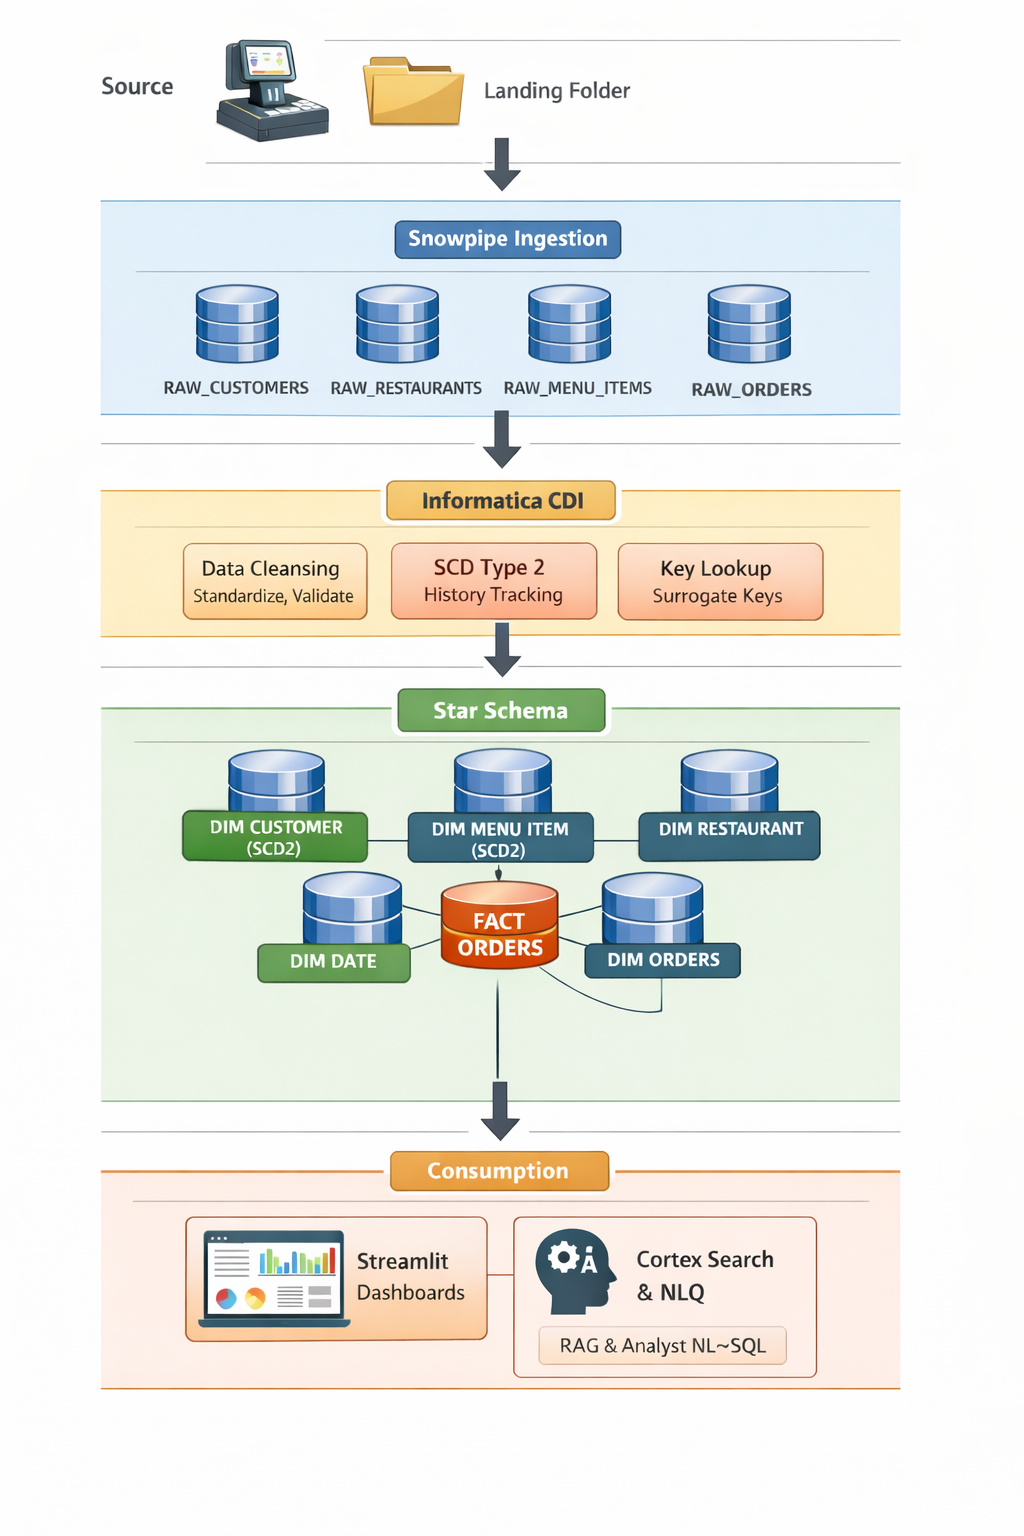 Source
Landing Folder
Snowpipe Ingestion
RAW_CUSTOMERS
RAW_RESTAURANTS
RAW_MENU_ITEMS
RAW_ORDERS
Informatica CDI
Data Cleansing
Standardize, Validate
SCD Type 2
History Tracking
Key Lookup
Surrogate Keys
Star Schema
DIM CUSTOMER
(SCD2)
DIM MENU ITEM
(SCD2)
DIM RESTAURANT
DIM DATE
FACT
ORDERS
DIM ORDERS
Consumption
Streamlit
Dashboards
Cortex Search
& NLQ
RAG & Analyst NL~SQL